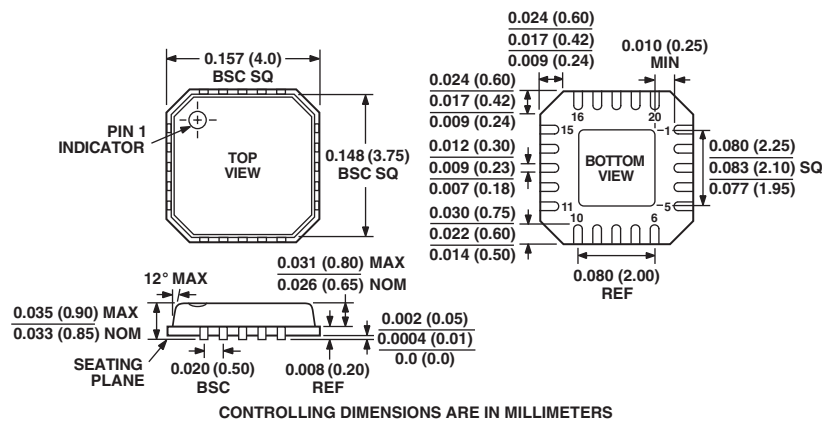 0.157 (4.0)
BSC SQ
PIN 1
INDICATOR
TOP
VIEW
0.148 (3.75)
BSC SQ
0.024 (0.60)
0.017 (0.42)
0.009 (0.24)
0.010 (0.25)
MIN
0.024 (0.60)
0.017 (0.42)
0.009 (0.24)
16
20
15
1
0.012 (0.30)
0.009 (0.23)
0.007 (0.18)
BOTTOM
VIEW
0.080 (2.25)
0.083 (2.10) SQ
0.077 (1.95)
11
5
10
6
0.030 (0.75)
0.022 (0.60)
0.014 (0.50)
0.080 (2.00)
REF
12° MAX
0.031 (0.80) MAX
0.026 (0.65) NOM
0.035 (0.90) MAX
0.033 (0.85) NOM
SEATING
PLANE
0.020 (0.50)
BSC
0.008 (0.20)
REF
0.002 (0.05)
0.0004 (0.01)
0.0 (0.0)
CONTROLLING DIMENSIONS ARE IN MILLIMETERS